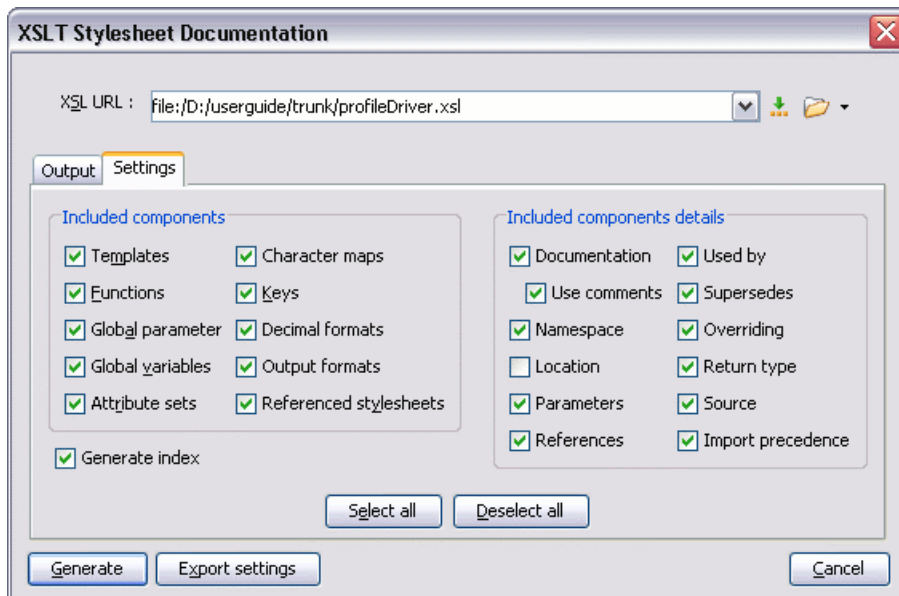 XSLT Stylesheet Documentation
XSL URL :
file:/D:/userguide/trunk/profileDriver.xsl
Output
Settings
Included components
Templates
Character maps
Functions
Keys
Global parameter
Decimal formats
Global variables
Output formats
Attribute sets
Referenced stylesheets
Generate index
Included components details
Documentation
Used by
Use comments
Supersedes
Namespace
Overriding
Location
Return type
Parameters
Source
References
Import precedence
Select all
Deselect all
Generate
Export settings
Cancel